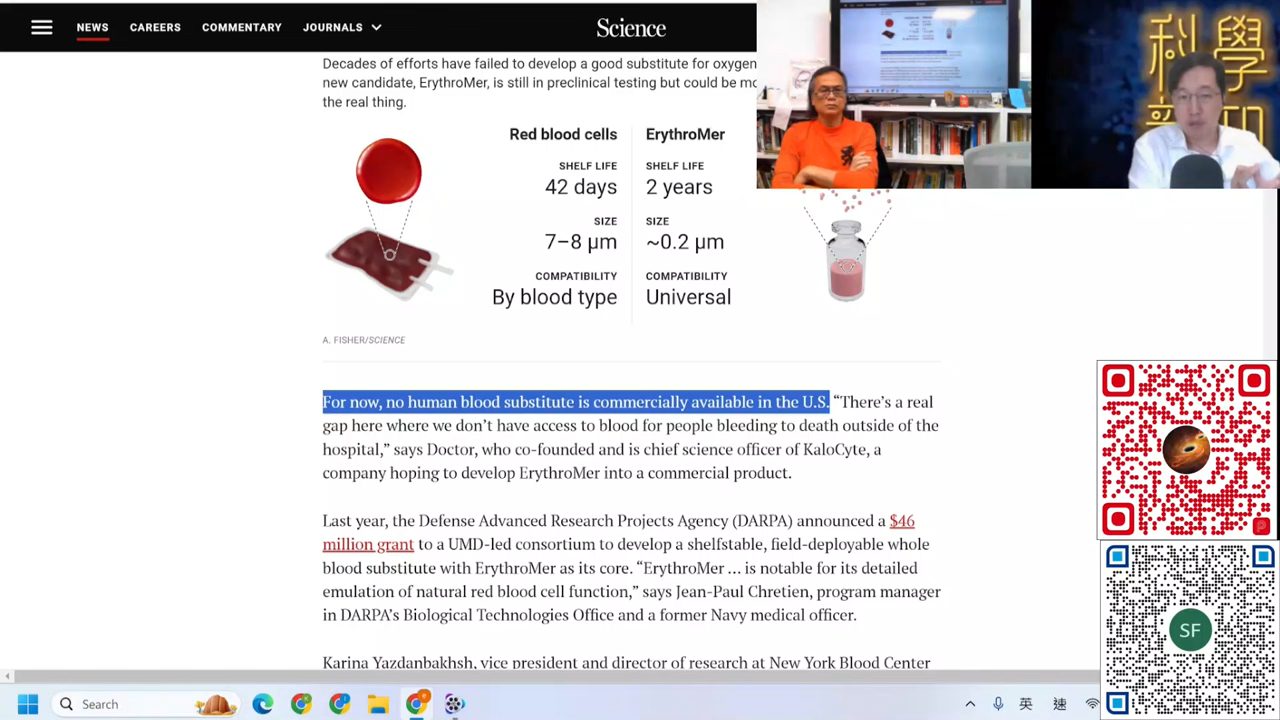 NEWS CAREERS COMMENTARY JOURNALS
Science
Decades of efforts have failed to develop a good substitute for oxygen
new candidate, ErythroMer, is still in preclinical testing but could be
the real thing.
Red blood cells
SHELF LIFE
42 days
SIZE
7–8 μm
COMPATIBILITY
By blood type
ErythroMer
SHELF LIFE
2 years
SIZE
~0.2 μm
COMPATIBILITY
Universal
A. FISHER/SCIENCE
For now, no human blood substitute is commercially available in the U.S. “There’s a real
gap here where we don’t have access to blood for people bleeding to death outside of the
hospital,” says Doctor, who co-founded and is chief science officer of KaloCyte, a
company hoping to develop ErythroMer into a commercial product.
Last year, the Defense Advanced Research Projects Agency (DARPA) announced a $46
million grant to a UMD-led consortium to develop a shelfstable, field-deployable whole
blood substitute with ErythroMer as its core. “ErythroMer … is notable for its detailed
emulation of natural red blood cell function,” says Jean-Paul Chretien, program manager
in DARPA’s Biological Technologies Office and a former Navy medical officer.
Karina Yazdanbakhsh, vice president and director of research at New York Blood Center
科學
SF
Search
英 速